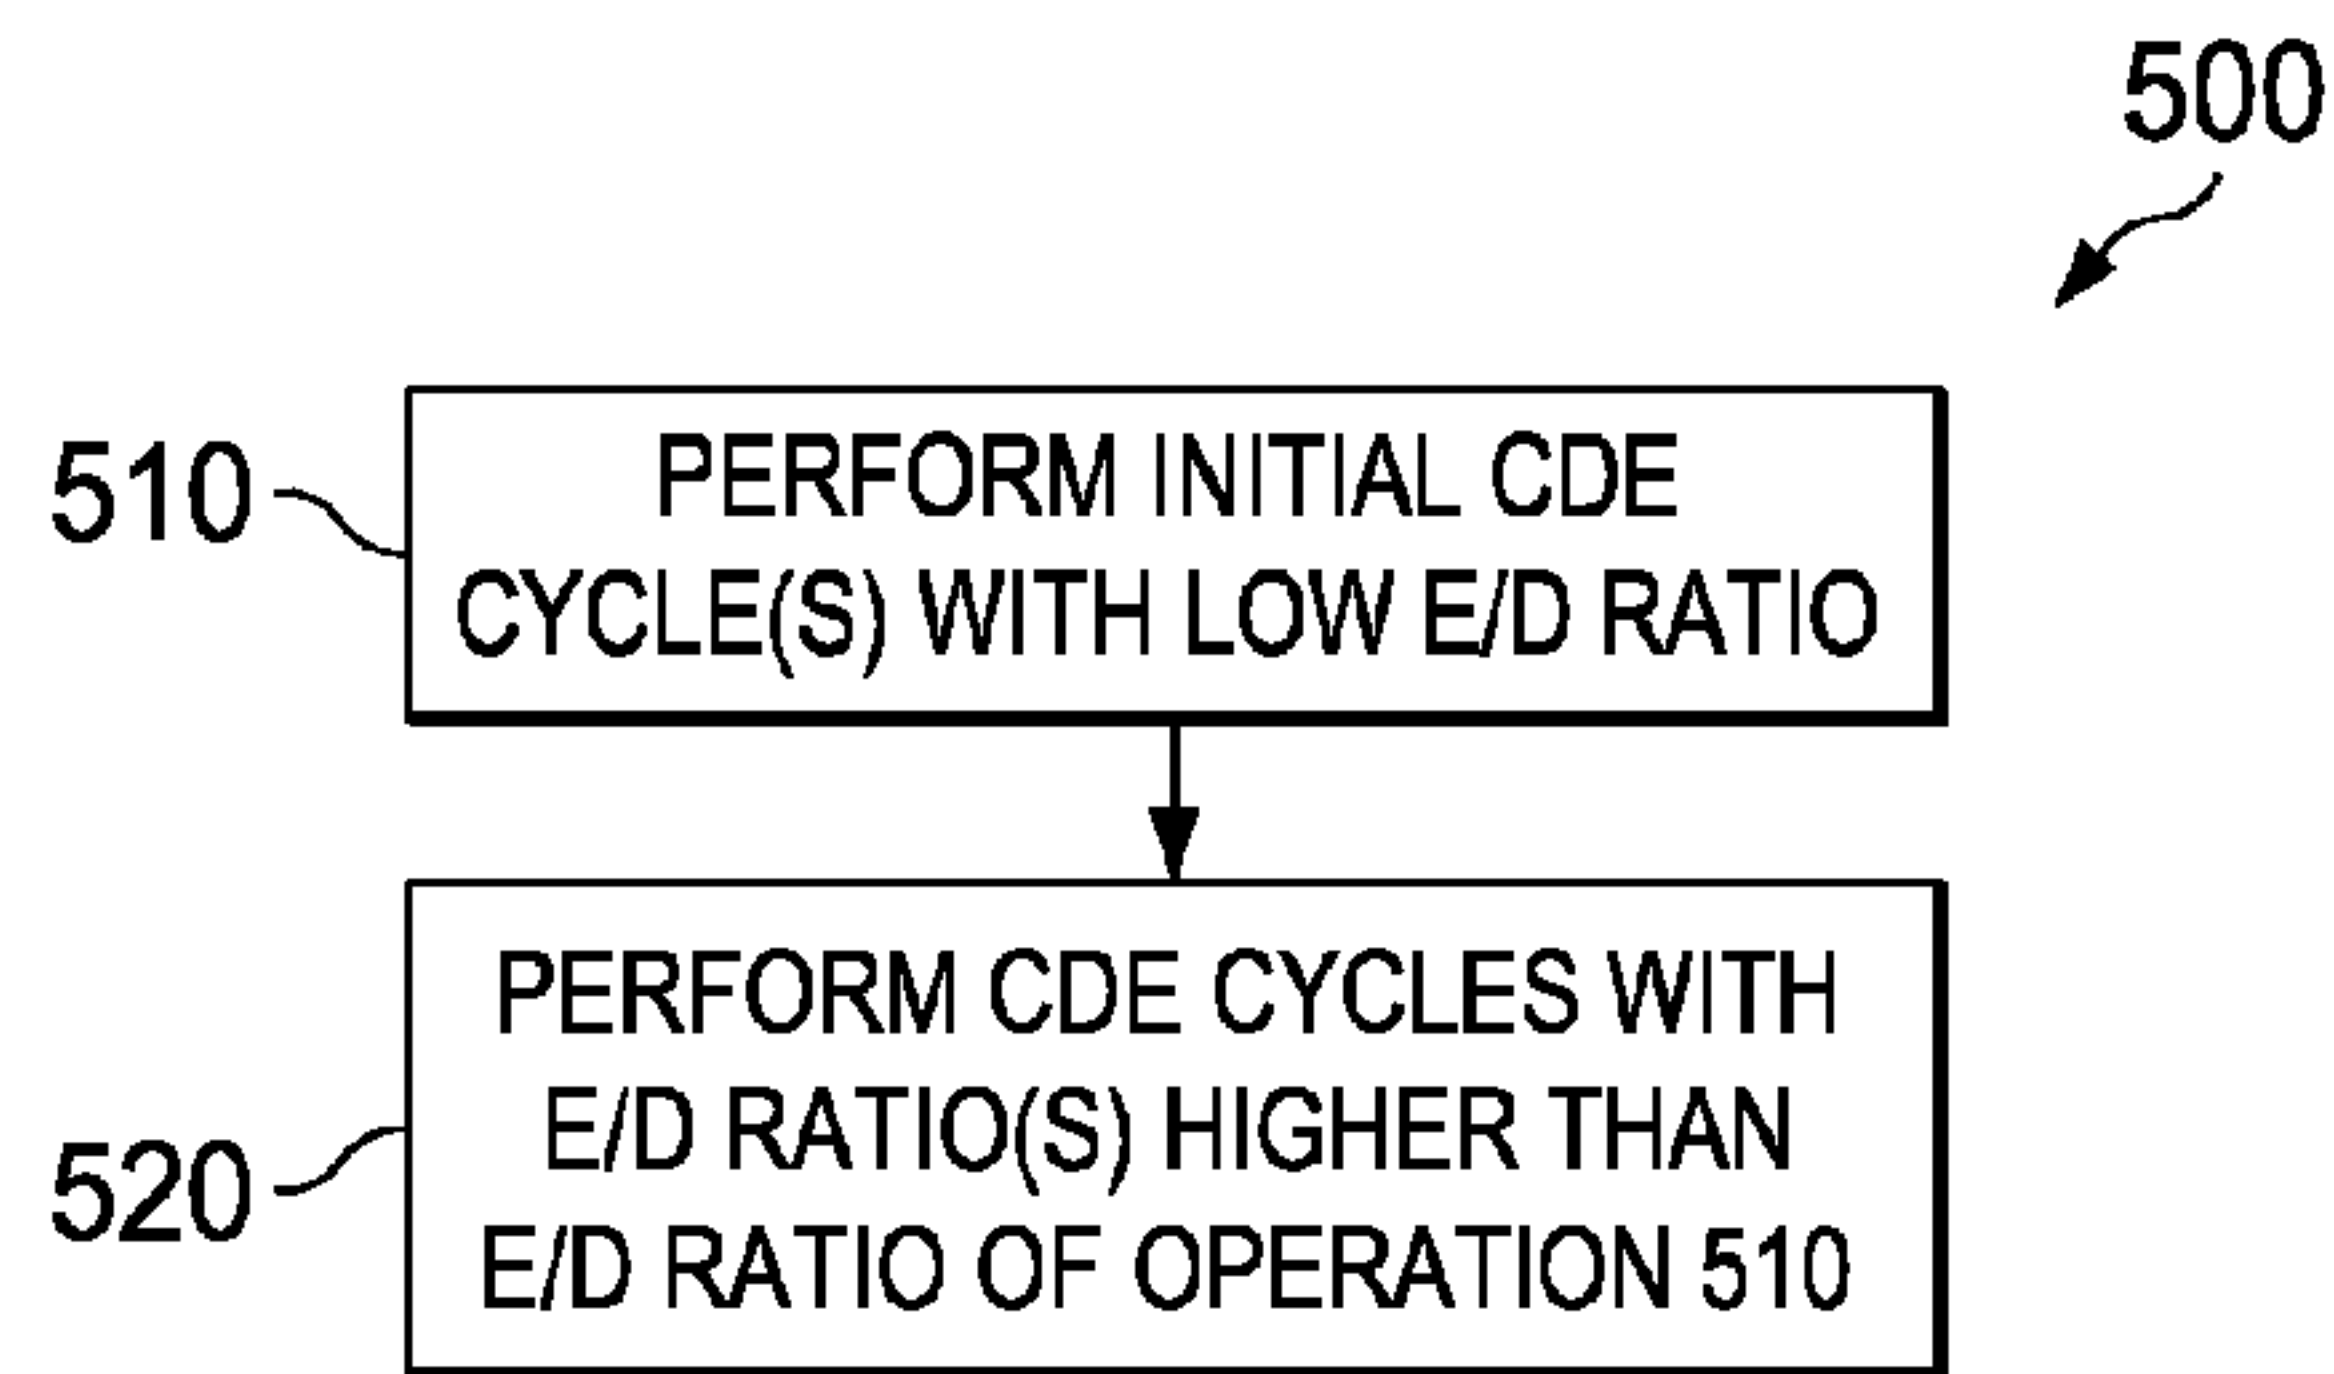 500
510
PERFORM INITIAL CDE
CYCLE(S) WITH LOW E/D RATIO
520
PERFORM CDE CYCLES WITH
E/D RATIO(S) HIGHER THAN
E/D RATIO OF OPERATION 510